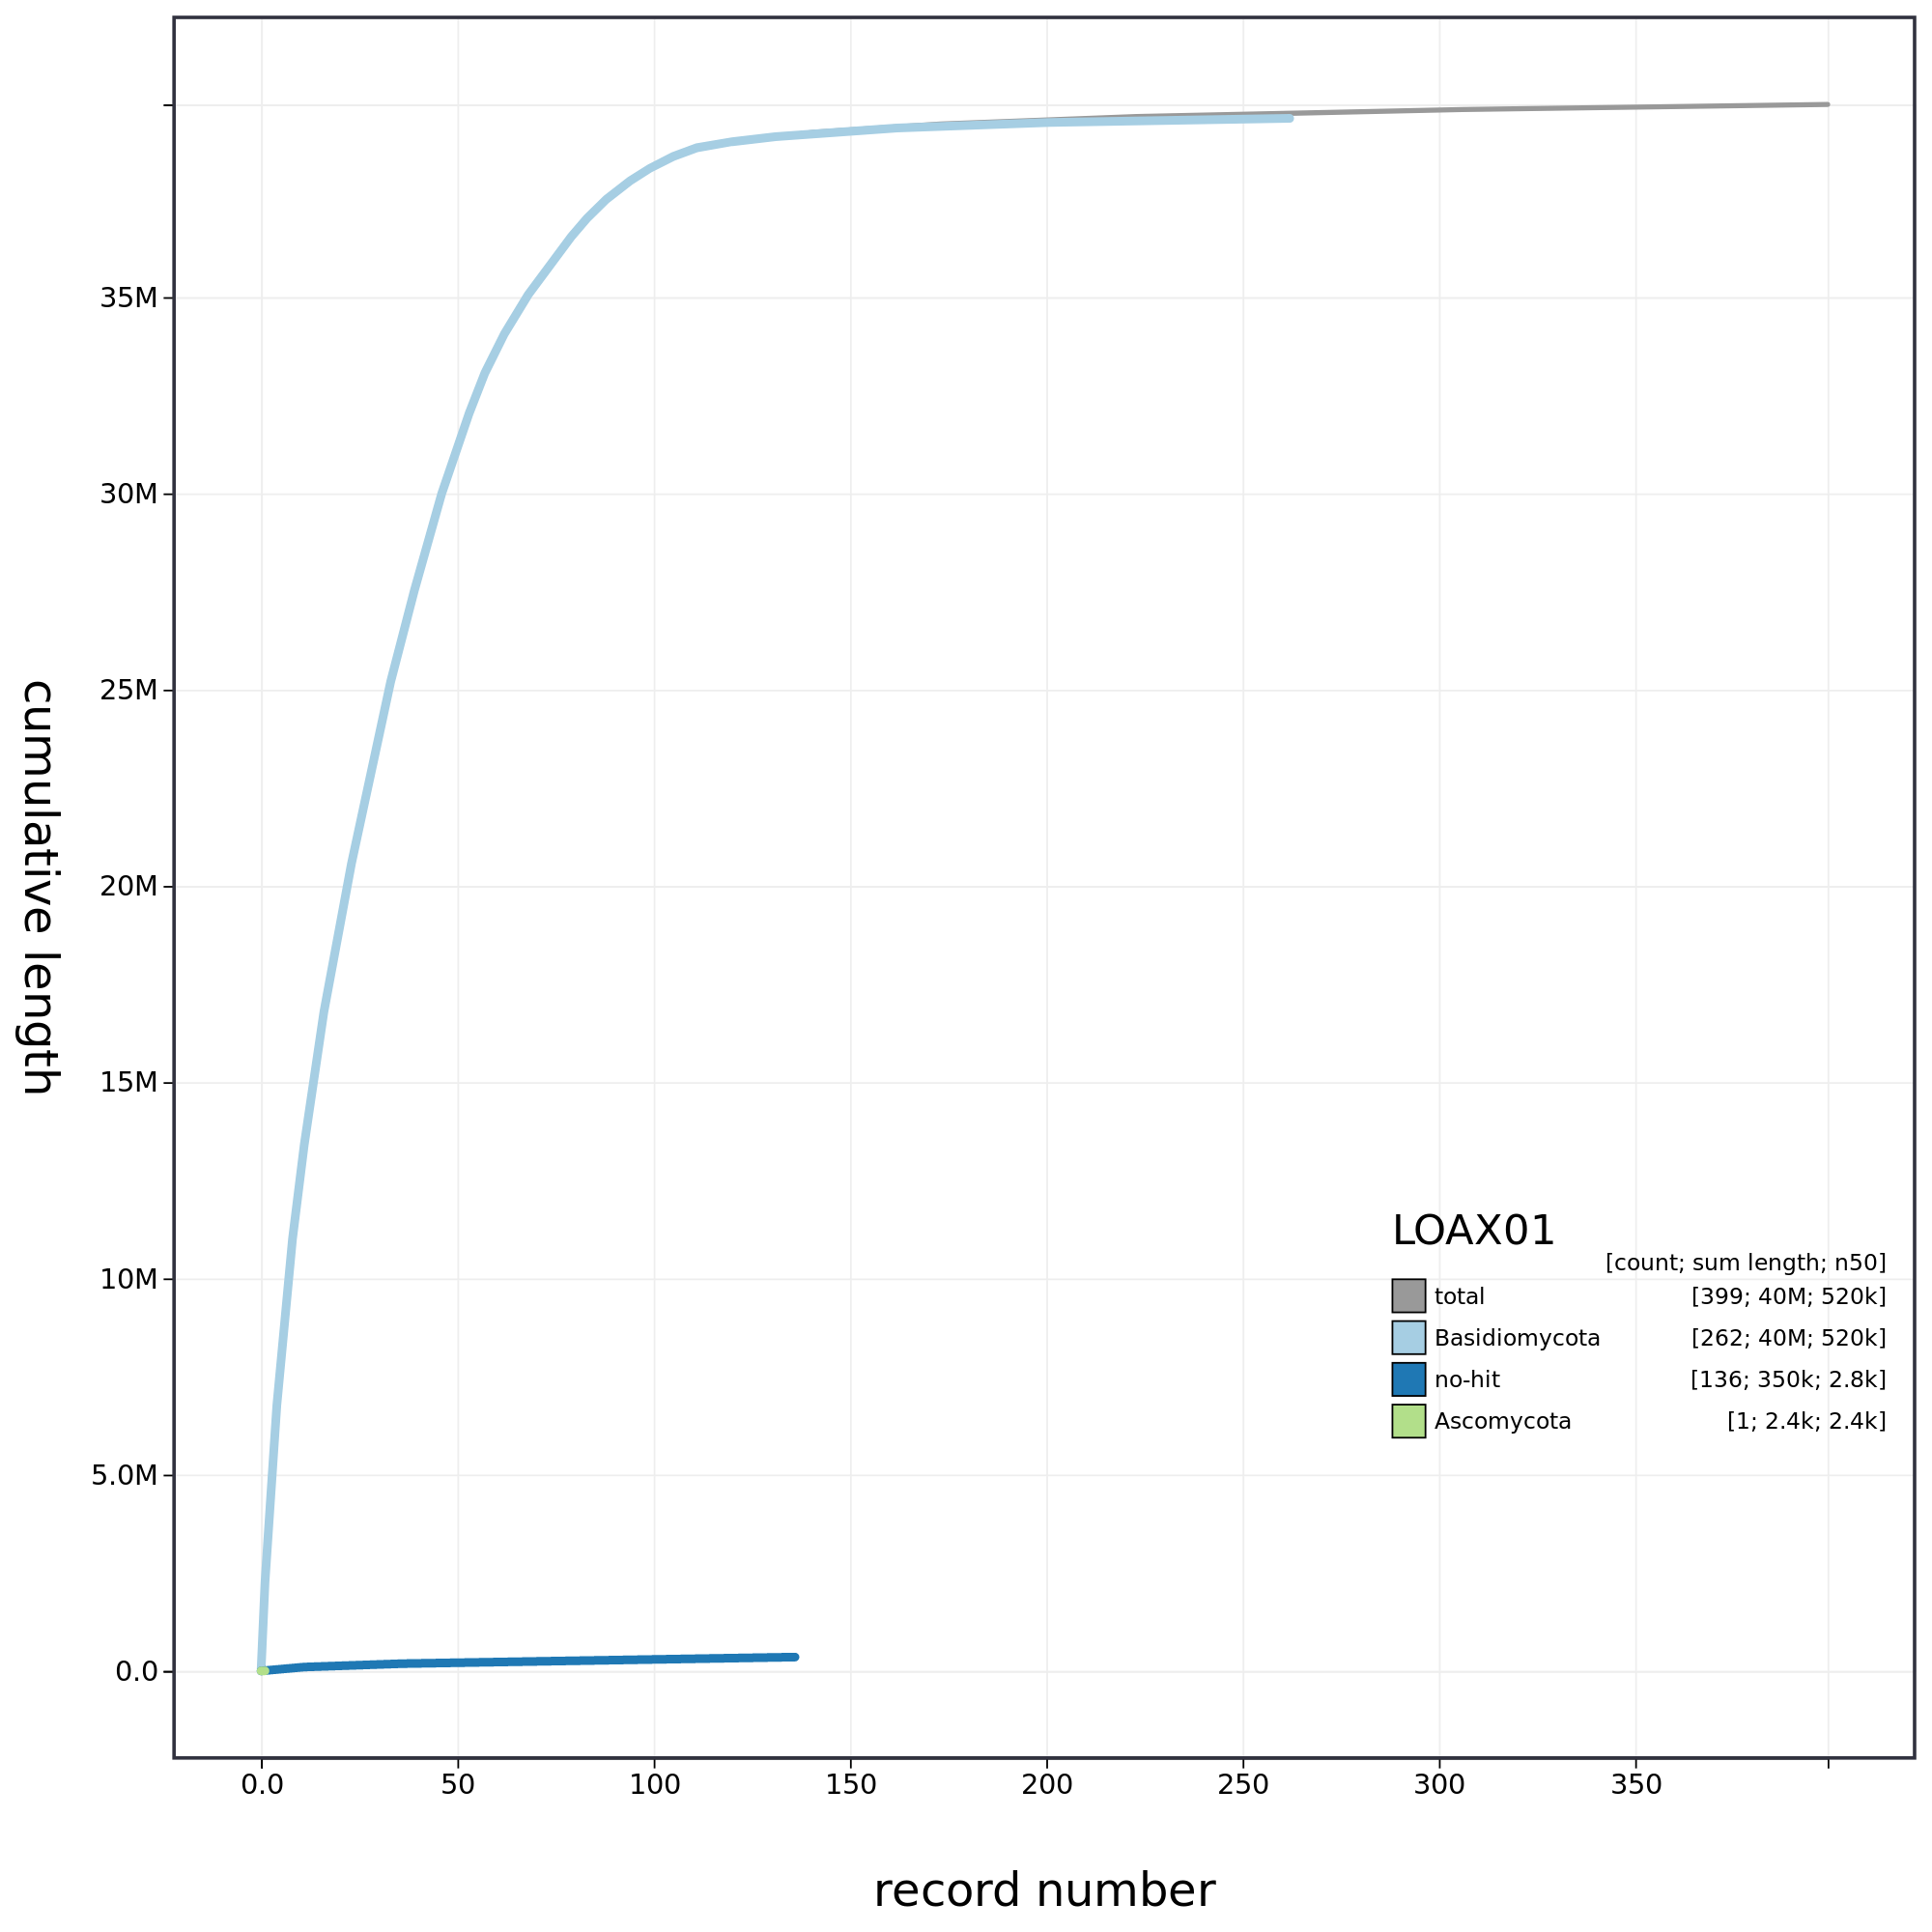 cumulative length
35M
30M
25M
20M
15M
10M
5.0M
0.0
LOAX01
[count; sum length; n50]
total [399; 40M; 520k]
Basidiomycota [262; 40M; 520k]
no-hit [136; 350k; 2.8k]
Ascomycota [1; 2.4k; 2.4k]
0.0 50 100 150 200 250 300 350
record number